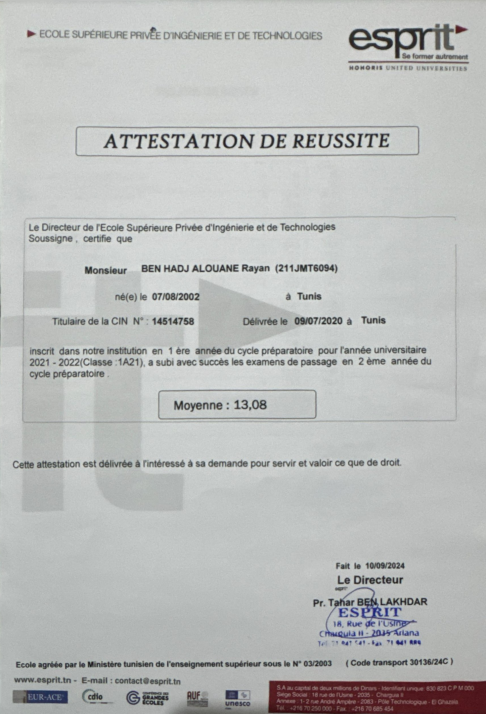 ECOLE SUPÉRIEURE PRIVÉE D'INGÉNIERIE ET DE TECHNOLOGIES
esprit
Se former autrement
HONORIS UNITED UNIVERSITIES
ATTESTATION DE REUSSITE
Le Directeur de l'Ecole Supérieure Privée d'Ingénierie et de Technologies
Soussigne , certifie que
Monsieur BEN HADJ ALOUANE Rayan (211JMT6094)
né(e) le 07/08/2002 à Tunis
Titulaire de la CIN N° : 14514758 Délivrée le 09/07/2020 à Tunis
inscrit dans notre institution en 1 ère année du cycle préparatoire pour l'année universitaire
2021 - 2022(Classe :1A21), a subi avec succès les examens de passage en 2 ème année du
cycle préparatoire .
Moyenne : 13,08
Cette attestation est délivrée à l'intéressé à sa demande pour servir et valoir ce que de droit.
Fait le 10/09/2024
Le Directeur
Pr. Tahar BEN LAKHDAR
ESPRIT
18, Rue de l'Usine
Charguia II - 2035 Ariana
Ecole agréée par le Ministère tunisien de l'enseignement supérieur sous le N° 03/2003 ( Code transport 30136/24C )
www.esprit.tn - E-mail : contact@esprit.tn
EUR-ACE
cdio
CONFÉRENCE DES GRANDES ÉCOLES
AUF
unesco
S.A au capital de deux millions de Dinars - Identifiant unique:
Siège Social : 18 rue de l'Usine - 2035 - Charguia II
Annexe : 1- 2 rue André Ampère - 2083 - Pôle Technologique - El Ghazala
Tél. : +216 70 250 000 - Fax : +216 70 685 454